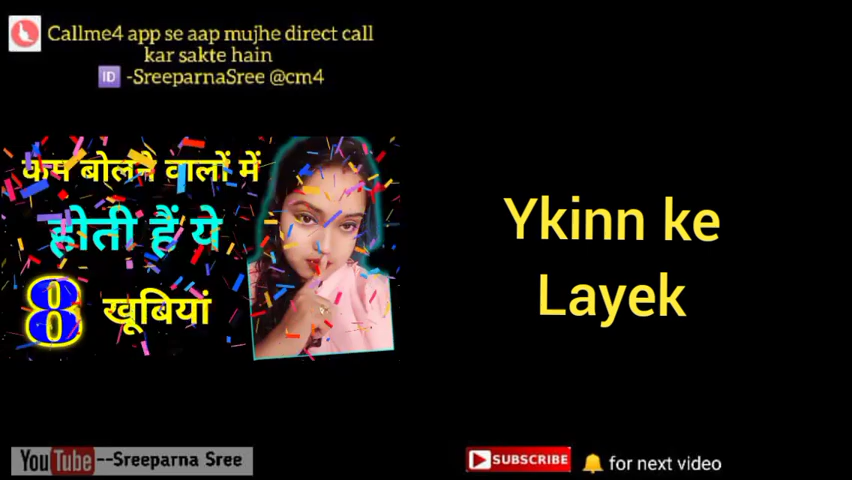 Callme4 app se aap mujhe direct call
kar sakte hain
🆔 -SreeparnaSree @cm4
कम बोलने वालों में
होती हैं ये
8 खूबियां
Ykinn ke
Layek
YouTube--Sreeparna Sree
SUBSCRIBE 🔔 for next video